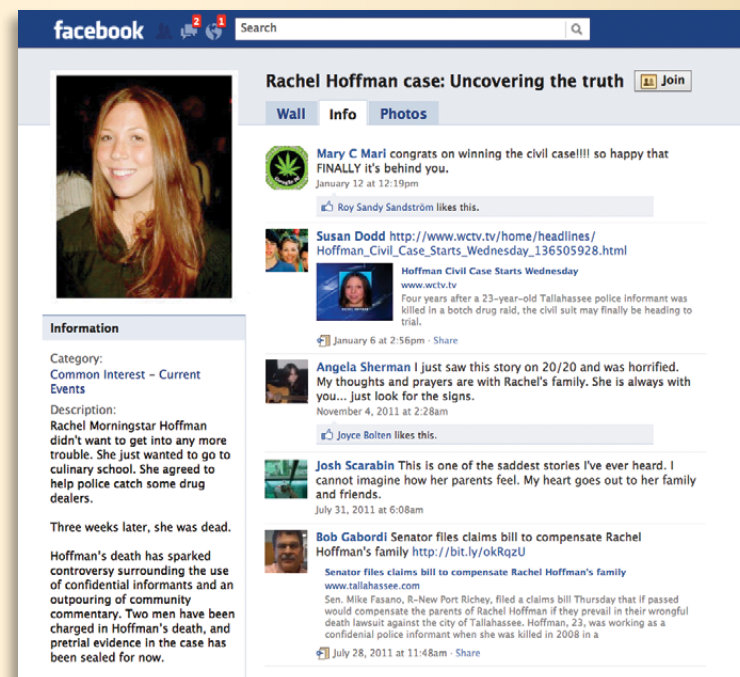 facebook
2
1
Search
Rachel Hoffman case: Uncovering the truth
Join
Wall Info Photos
Mary C Mari congrats on winning the civil case!!!! so happy that
FINALLY it's behind you.
January 12 at 12:19pm
Roy Sandy Sandström likes this.
Susan Dodd http://www.wctv.tv/home/headlines/
Hoffman_Civil_Case_Starts_Wednesday_136505928.html
Hoffman Civil Case Starts Wednesday
www.wctv.tv
Four years after a 23-year-old Tallahassee police informant was
killed in a botch drug raid, the civil suit may finally be heading to
trial.
January 6 at 2:56pm · Share
Angela Sherman I just saw this story on 20/20 and was horrified.
My thoughts and prayers are with Rachel's family. She is always with
you... just look for the signs.
November 4, 2011 at 2:28am
Joyce Bolten likes this.
Josh Scarabin This is one of the saddest stories I've ever heard. I
cannot imagine how her parents feel. My heart goes out to her family
and friends.
July 31, 2011 at 6:08am
Bob Gabordi Senator files claims bill to compensate Rachel
Hoffman's family http://bit.ly/okRqzU
Senator files claims bill to compensate Rachel Hoffman's family
www.tallahassee.com
Sen. Mike Fasano, R-New Port Richey, filed a claims bill Thursday that if passed
would compensate the parents of Rachel Hoffman if they prevail in their wrongful
death lawsuit against the city of Tallahassee. Hoffman, 23, was working as a
confidenial police informant when she was killed in 2008 in a
July 28, 2011 at 11:48am · Share
Information
Category:
Common Interest – Current
Events
Description:
Rachel Morningstar Hoffman
didn't want to get into any more
trouble. She just wanted to go to
culinary school. She agreed to
help police catch some drug
dealers.
Three weeks later, she was dead.
Hoffman's death has sparked
controversy surrounding the use
of confidential informants and an
outpouring of community
commentary. Two men have been
charged in Hoffman's death, and
pretrial evidence in the case has
been sealed for now.